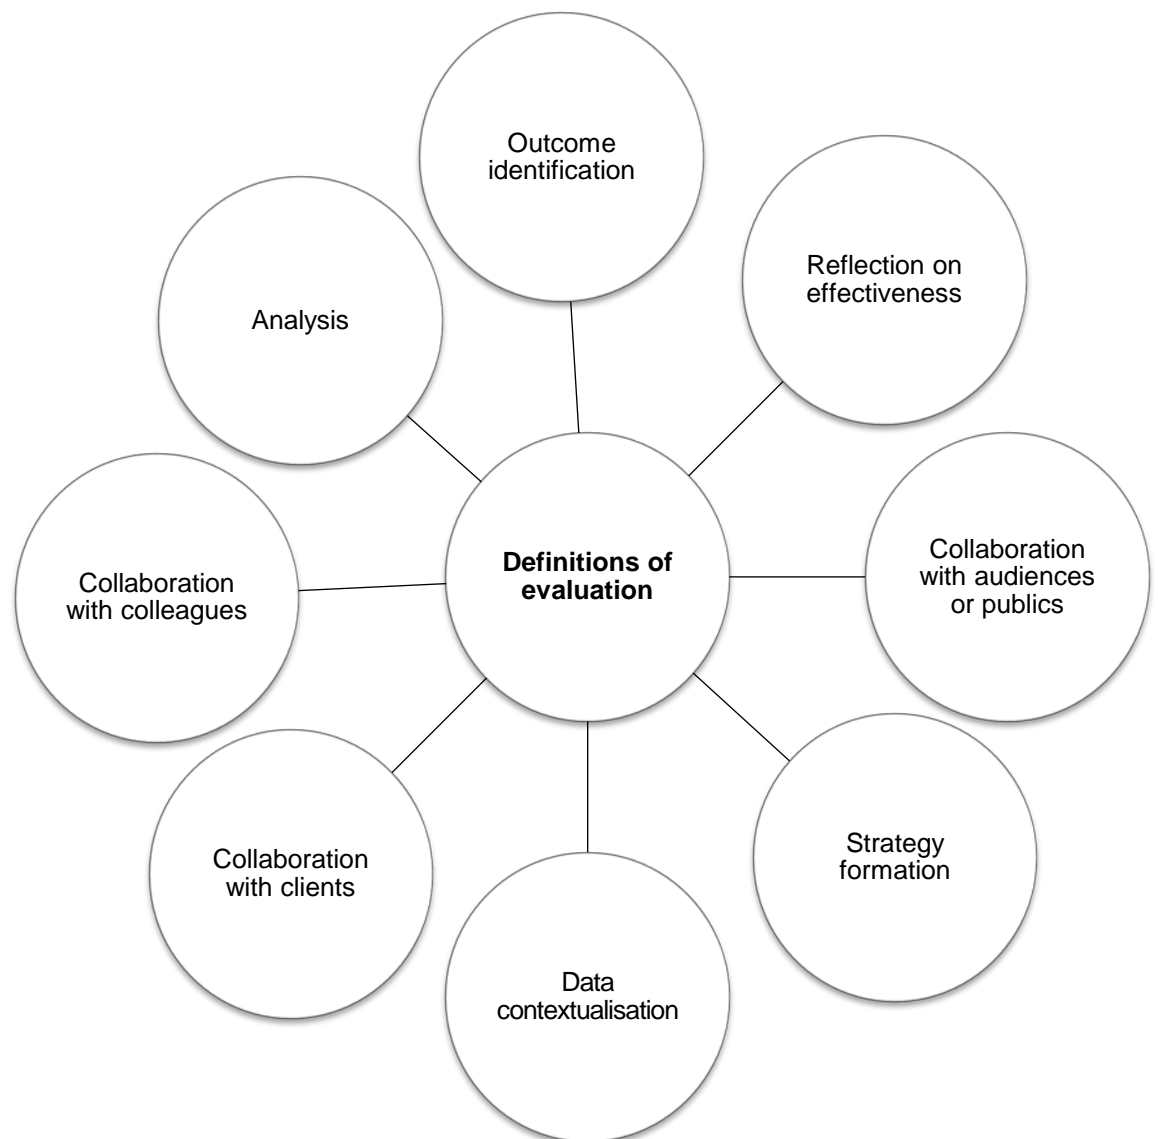 Outcome
identification
Reflection on
effectiveness
Analysis
Collaboration
with audiences
or publics
Definitions of
evaluation
Collaboration
with colleagues
Strategy
formation
Collaboration
with clients
Data
contextualisation